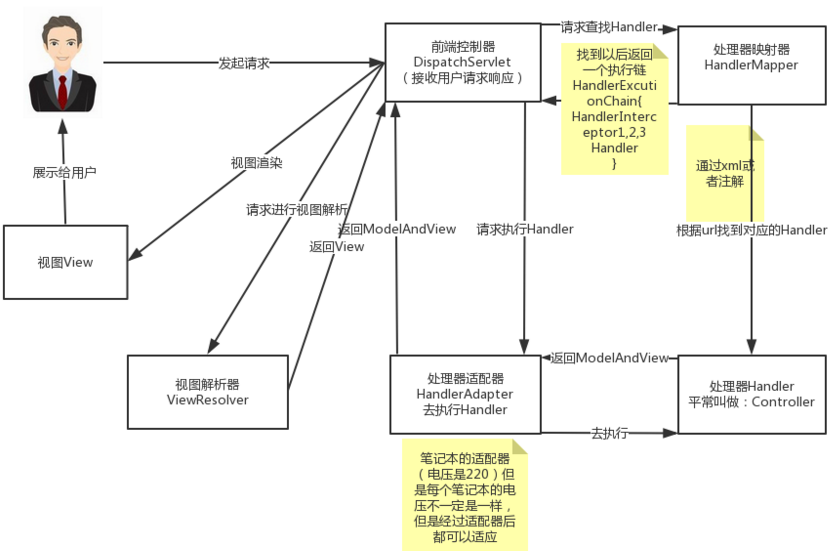 发起请求
前端控制器
DispatchServlet
（接收用户请求响应）
请求查找Handler
处理器映射器
HandlerMapper
找到以后返回
一个执行链
HandlerExcuti
onChain{
HandlerInterc
eptor1,2,3
Handler
}
通过xml或
者注解
根据url找到对应的Handler
展示给用户
视图渲染
请求进行视图解析
返回View
返回ModelAndView
请求执行Handler
视图View
视图解析器
ViewResolver
处理器适配器
HandlerAdapter
去执行Handler
返回ModelAndView
处理器Handler
平常叫做：Controller
去执行
笔记本的适配器
（电压是220）但
是每个笔记本的电
压不一定是一样，
但是经过适配器后
都可以适应